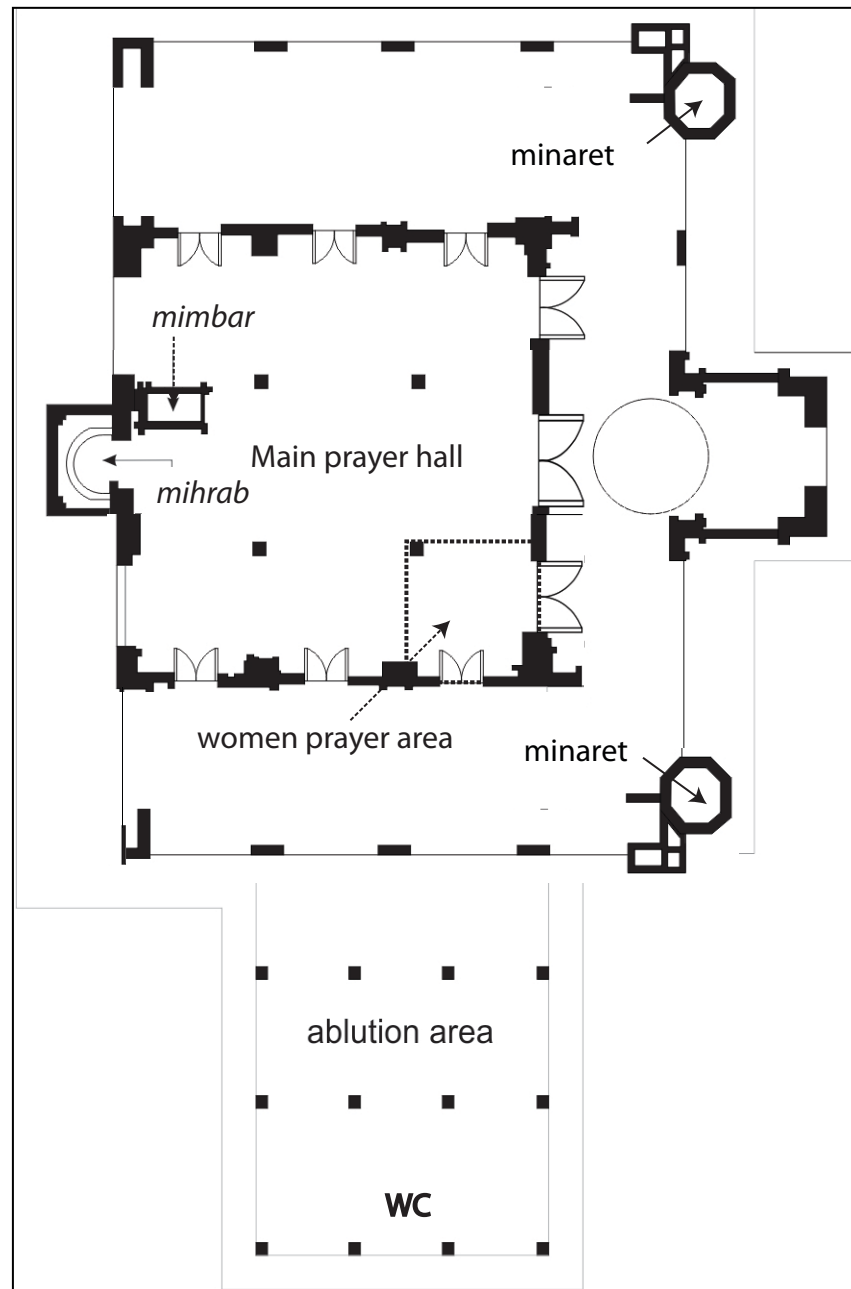 minaret
mimbar
Main prayer hall
mihrab
women prayer area
minaret
ablution area
WC